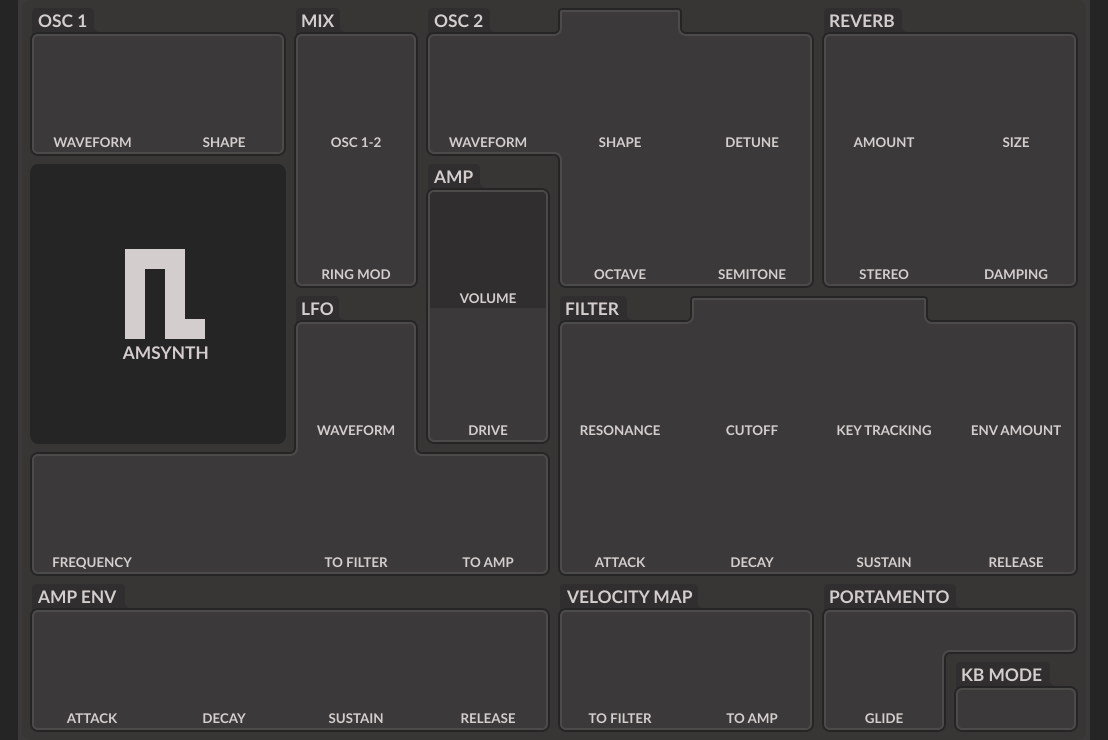 OSC 1
MIX
OSC 2
REVERB
WAVEFORM
SHAPE
OSC 1-2
WAVEFORM
SHAPE
DETUNE
AMOUNT
SIZE
AMP
RING MOD
OCTAVE
SEMITONE
STEREO
DAMPING
VOLUME
LFO
FILTER
AMSYNTH
WAVEFORM
DRIVE
RESONANCE
CUTOFF
KEY TRACKING
ENV AMOUNT
FREQUENCY
TO FILTER
TO AMP
ATTACK
DECAY
SUSTAIN
RELEASE
AMP ENV
VELOCITY MAP
PORTAMENTO
KB MODE
ATTACK
DECAY
SUSTAIN
RELEASE
TO FILTER
TO AMP
GLIDE